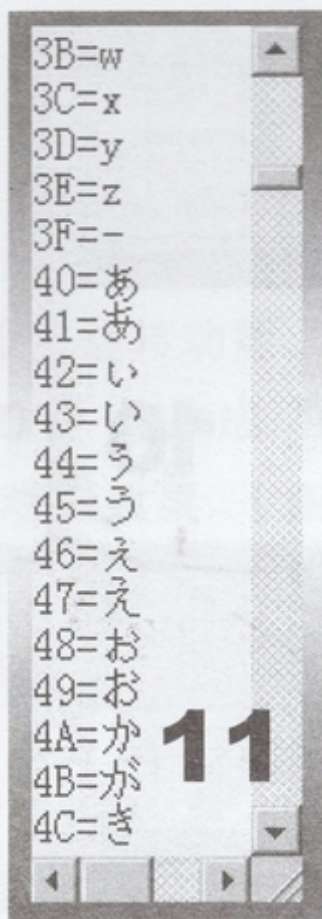 3B=w
3C=x
3D=y
3E=z
3F=-
40=ぁ
41=あ
42=ぃ
43=い
44=ぅ
45=う
46=ぇ
47=え
48=ぉ
49=お
4A=か
4B=が
4C=き
11